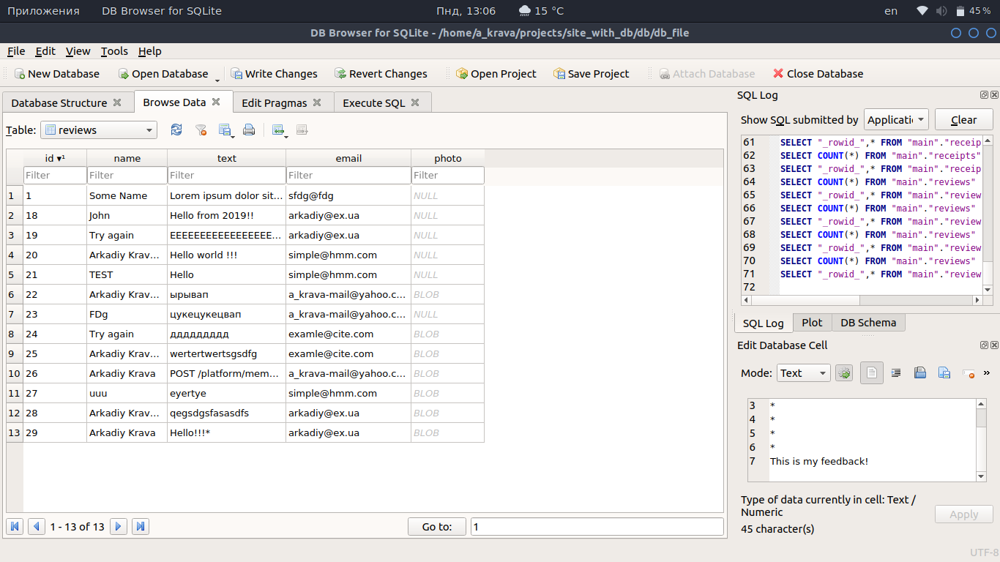 Приложения DB Browser for SQLite Пнд, 13:06 15 °C en 45 %
DB Browser for SQLite - /home/a_krava/projects/site_with_db/db/db_file
File Edit View Tools Help
New Database Open Database Write Changes Revert Changes Open Project Save Project Attach Database Close Database
Database Structure Browse Data Edit Pragmas Execute SQL
Table: reviews
id ▾¹ name text email photo
Filter Filter Filter Filter Filter
1 1 Some Name Lorem ipsum dolor sit... sfdg@fdg NULL
2 18 John Hello from 2019!! arkadiy@ex.ua NULL
3 19 Try again EEEEEEEEEEEEEEEEE... arkadiy@ex.ua NULL
4 20 Arkadiy Krav... Hello world !!! simple@hmm.com NULL
5 21 TEST Hello simple@hmm.com NULL
6 22 Arkadiy Krav... ырывап a_krava-mail@yahoo.c... BLOB
7 23 FDg цукецукецвап a_krava-mail@yahoo.c... NULL
8 24 Try again ддддддддд examle@cite.com BLOB
9 25 Arkadiy Krav... wertertwertsgsdfg examle@cite.com BLOB
10 26 Arkadiy Krava POST /platform/mem... a_krava-mail@yahoo.c... BLOB
11 27 uuu eyertye simple@hmm.com BLOB
12 28 Arkadiy Krav... qegsdgsfasasdfs arkadiy@ex.ua BLOB
13 29 Arkadiy Krava Hello!!!* arkadiy@ex.ua BLOB
1 - 13 of 13 Go to: 1
SQL Log
Show SQL submitted by Applicati Clear
61 SELECT "_rowid_",* FROM "main"."receip
62 SELECT COUNT(*) FROM "main"."receipts"
63 SELECT "_rowid_",* FROM "main"."receip
64 SELECT COUNT(*) FROM "main"."reviews"
65 SELECT "_rowid_",* FROM "main"."review
66 SELECT COUNT(*) FROM "main"."reviews"
67 SELECT "_rowid_",* FROM "main"."review
68 SELECT COUNT(*) FROM "main"."reviews"
69 SELECT "_rowid_",* FROM "main"."review
70 SELECT COUNT(*) FROM "main"."reviews"
71 SELECT "_rowid_",* FROM "main"."review
72
SQL Log Plot DB Schema
Edit Database Cell
Mode: Text »
3 *
4 *
5 *
6 *
7 This is my feedback!
Type of data currently in cell: Text /
Numeric
Apply
45 character(s)
UTF-8